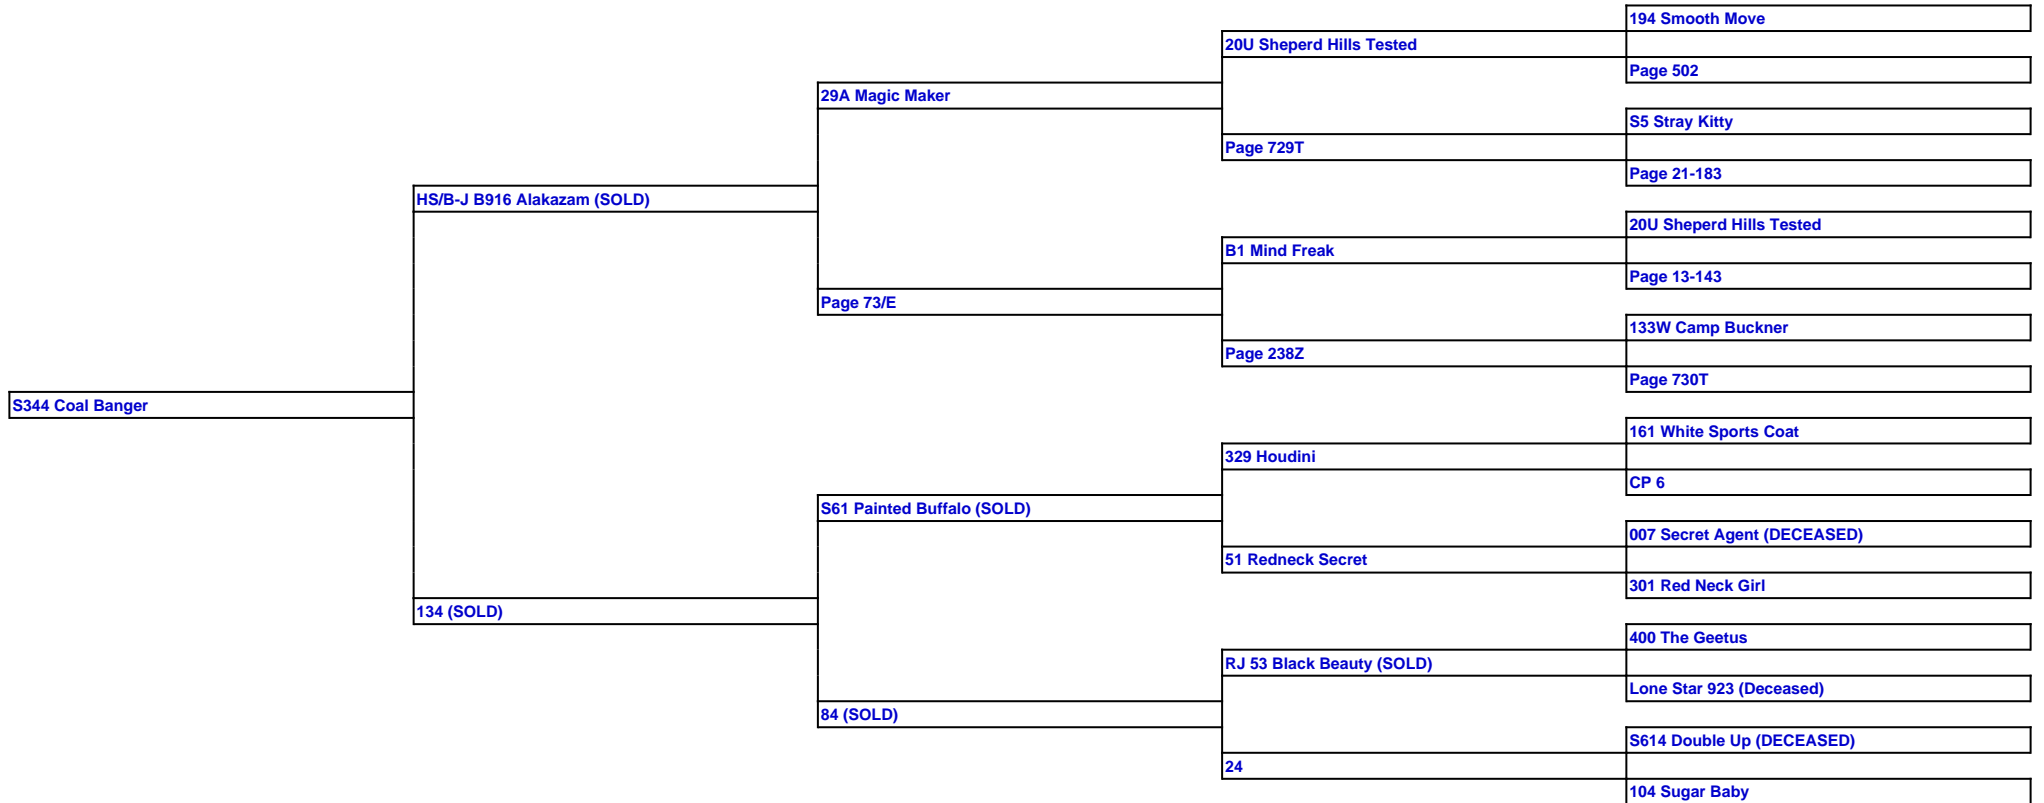 194 Smooth Move
20U Sheperd Hills Tested
Page 502
29A Magic Maker
S5 Stray Kitty
Page 729T
Page 21-183
HS/B-J B916 Alakazam (SOLD)
20U Sheperd Hills Tested
B1 Mind Freak
Page 13-143
Page 73/E
133W Camp Buckner
Page 238Z
Page 730T
S344 Coal Banger
161 White Sports Coat
329 Houdini
CP 6
S61 Painted Buffalo (SOLD)
007 Secret Agent (DECEASED)
51 Redneck Secret
301 Red Neck Girl
134 (SOLD)
400 The Geetus
RJ 53 Black Beauty (SOLD)
Lone Star 923 (Deceased)
84 (SOLD)
S614 Double Up (DECEASED)
24
104 Sugar Baby